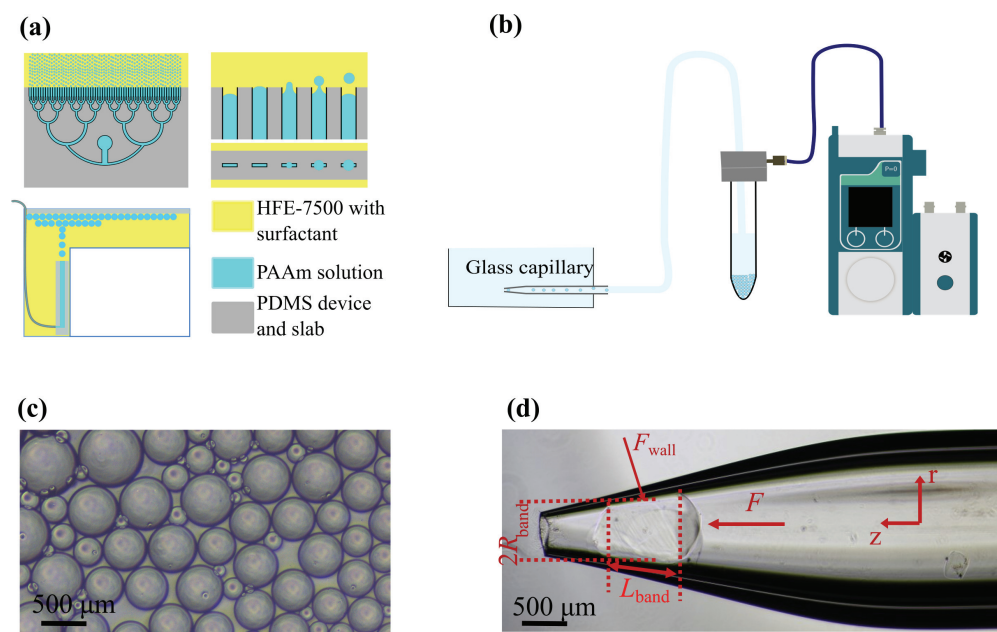 (a)
HFE-7500 with
surfactant
PAAm solution
PDMS device
and slab
(b)
P=0
Glass capillary
(c)
500 μm
(d)
F_wall
F
r
z
2R_band
L_band
500 μm